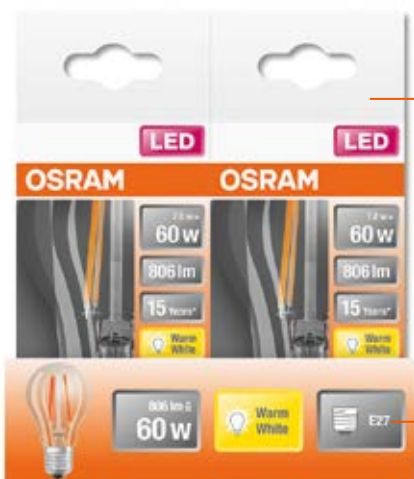 LED
LED
OSRAM
OSRAM
60 W
60 W
806 lm
806 lm
15 Years*
15 Years*
Warm
White
Warm
White
806 lm ≙
60 W
Warm
White
E27